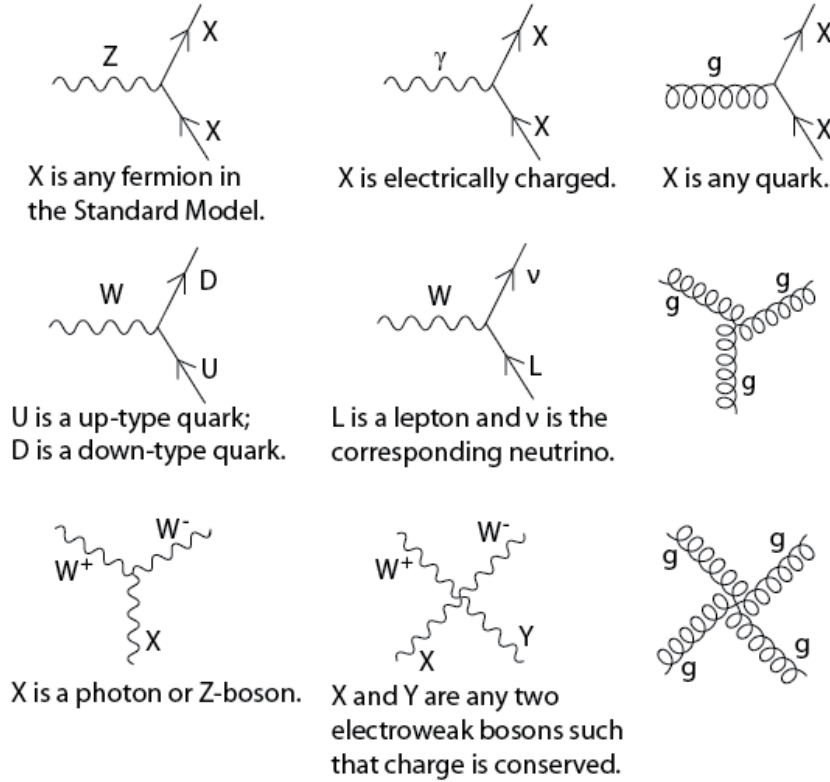 Z
X
X
X is any fermion in
the Standard Model.
γ
X
X
X is electrically charged.
g
X
X
X is any quark.
W
D
U
U is a up-type quark;
D is a down-type quark.
W
ν
L
L is a lepton and ν is the
corresponding neutrino.
g
g
g
W⁺
W⁻
X
X is a photon or Z-boson.
W⁺
W⁻
X
Y
X and Y are any two
electroweak bosons such
that charge is conserved.
g
g
g
g